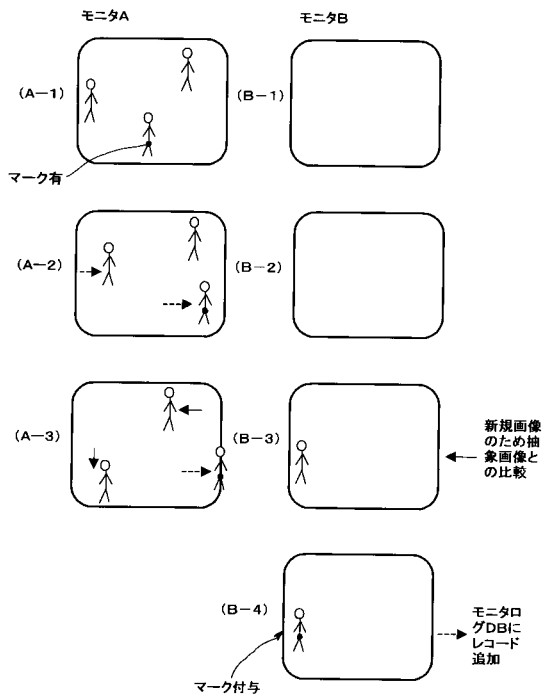 モニタA
モニタB
(A－1)
(B－1)
マーク有
(A－2)
(B－2)
(A－3)
(B－3)
新規画像
のため抽
象画像と
の比較
(B－4)
モニタロ
グDBに
レコード
追加
マーク付与